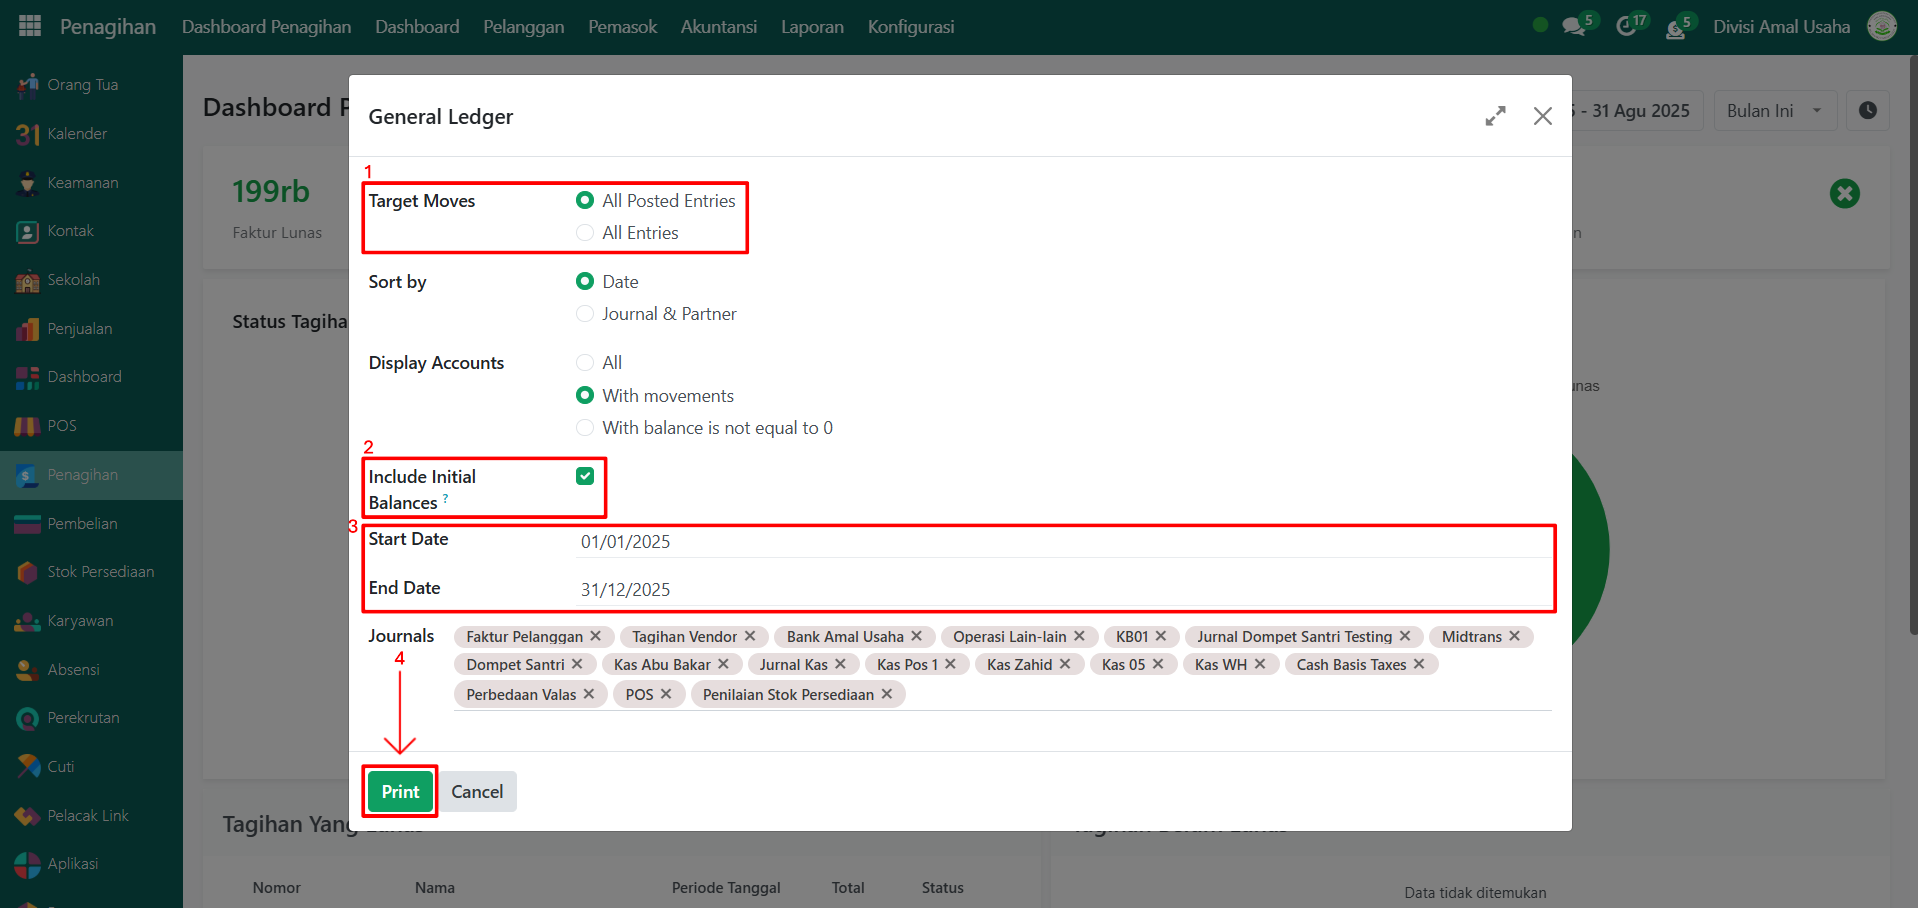 Penagihan Dashboard Penagihan Dashboard Pelanggan Pemasok Akuntansi Laporan Konfigurasi 5 17 5 Divisi Amal Usaha
Orang Tua
31 Kalender
Keamanan
Kontak
Sekolah
Penjualan
Dashboard
POS
Penagihan
Pembelian
Stok Persediaan
Karyawan
Absensi
Perekrutan
Cuti
Pelacak Link
Aplikasi
Dashboard P
5 - 31 Agu 2025 Bulan Ini
199rb
Faktur Lunas
n
Status Tagiha
unas
General Ledger
1
Target Moves
All Posted Entries
All Entries
Sort by
Date
Journal & Partner
Display Accounts
All
With movements
With balance is not equal to 0
2
Include Initial
Balances ?
3
Start Date 01/01/2025
End Date 31/12/2025
Journals
Faktur Pelanggan Tagihan Vendor Bank Amal Usaha Operasi Lain-lain KB01 Jurnal Dompet Santri Testing Midtrans
Dompet Santri Kas Abu Bakar Jurnal Kas Kas Pos 1 Kas Zahid Kas 05 Kas WH Cash Basis Taxes
Perbedaan Valas POS Penilaian Stok Persediaan
4
Print Cancel
Tagihan Yang Lunas
Tagihan Belum Lunas
Nomor Nama Periode Tanggal Total Status
Data tidak ditemukan